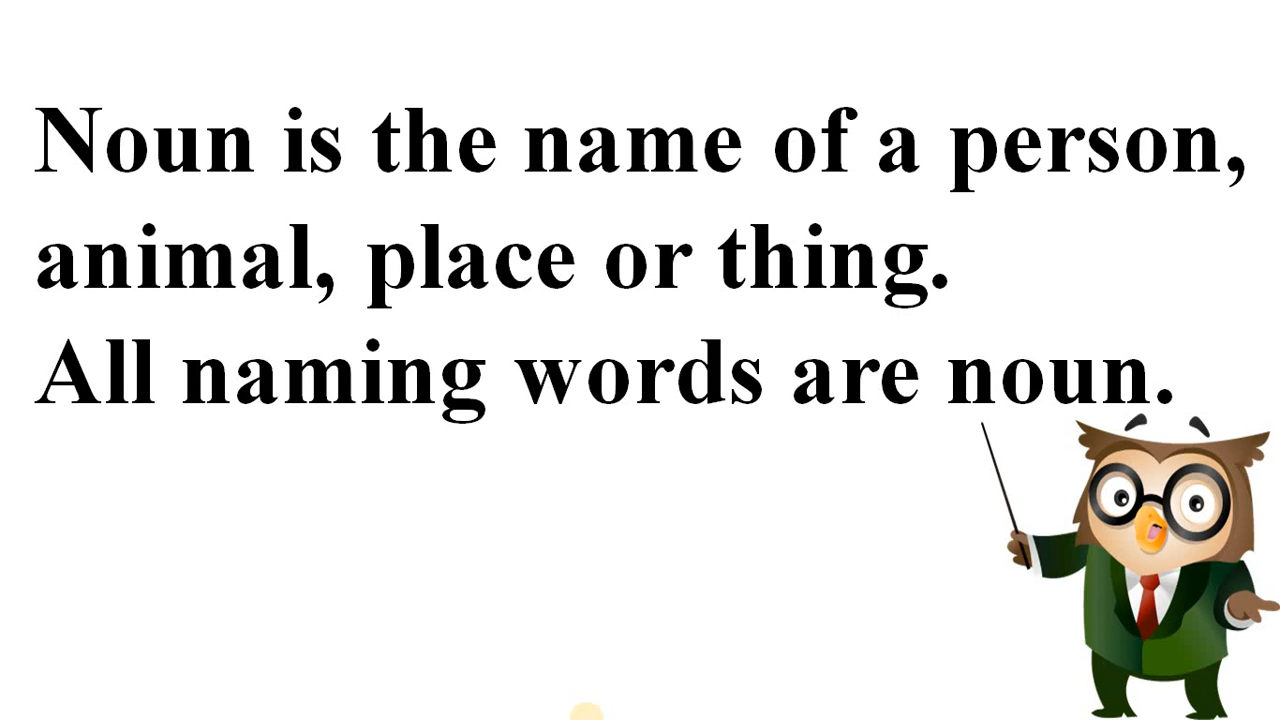 Noun is the name of a person,
animal, place or thing.
All naming words are noun.